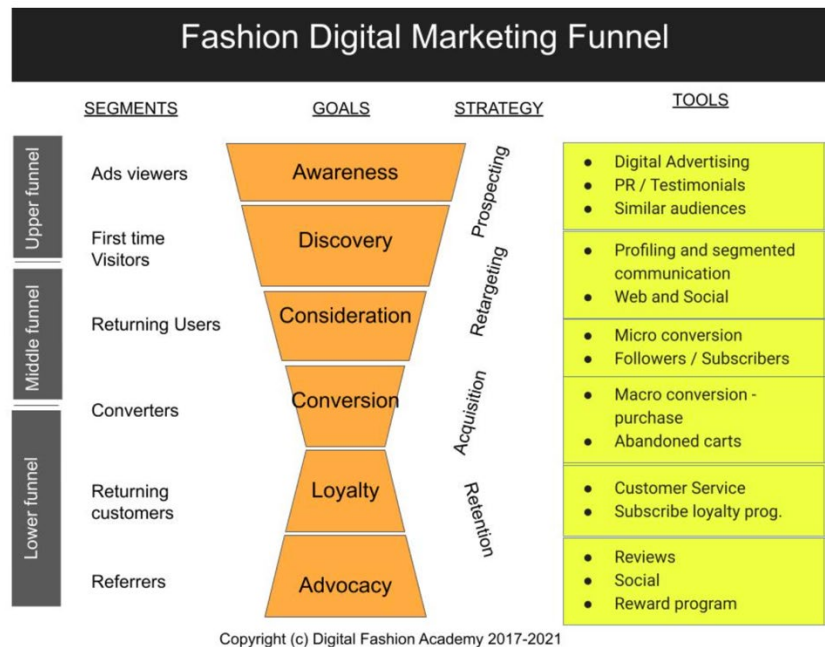 Fashion Digital Marketing Funnel
SEGMENTS
GOALS
STRATEGY
TOOLS
Upper funnel
Ads viewers
Awareness
Prospecting
● Digital Advertising
● PR / Testimonials
● Similar audiences
First time
Visitors
Discovery
● Profiling and segmented
communication
● Web and Social
Middle funnel
Returning Users
Consideration
Retargeting
● Micro conversion
● Followers / Subscribers
Converters
Conversion
Acquisition
● Macro conversion -
purchase
● Abandoned carts
Lower funnel
Returning
customers
Loyalty
Retention
● Customer Service
● Subscribe loyalty prog.
Referrers
Advocacy
● Reviews
● Social
● Reward program
Copyright (c) Digital Fashion Academy 2017-2021